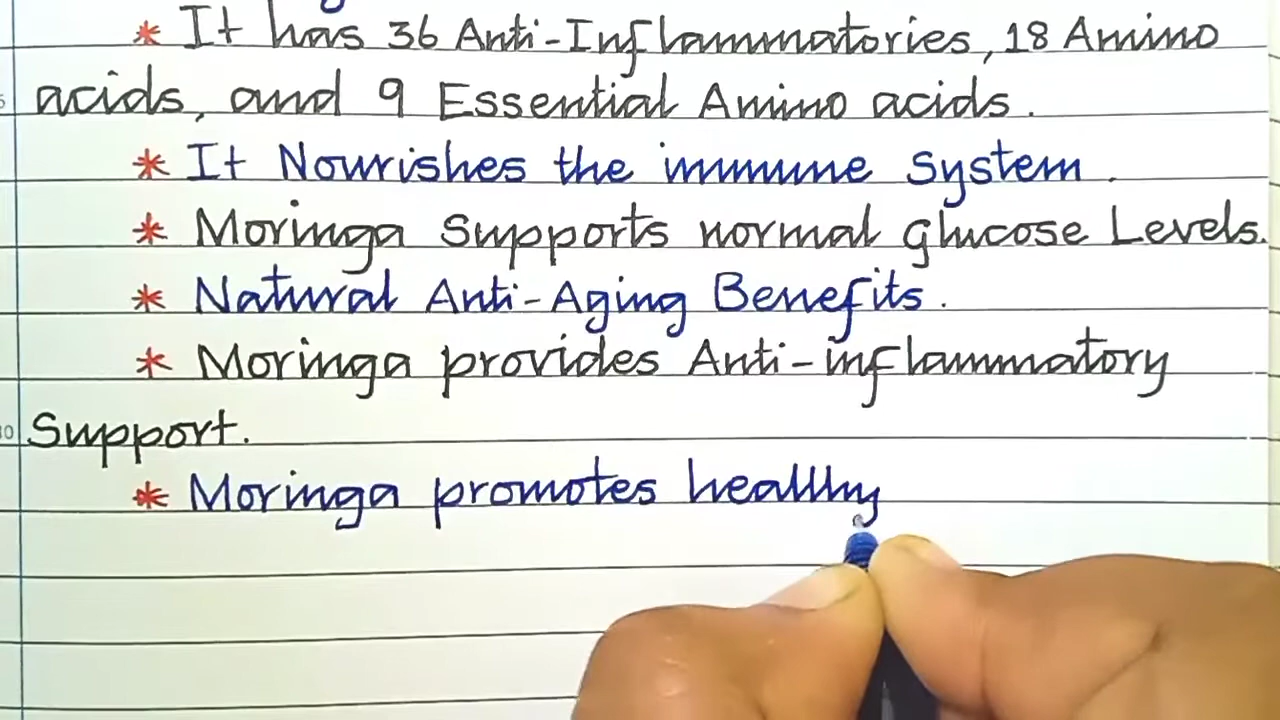 * It has 36 Anti-Inflammatories, 18 Amino
acids, and 9 Essential Amino acids.
* It Nourishes the immune system.
* Moringa Supports normal glucose Levels.
* Natural Anti-Aging Benefits.
* Moringa provides Anti-inflammatory
Support.
* Moringa promotes healthy